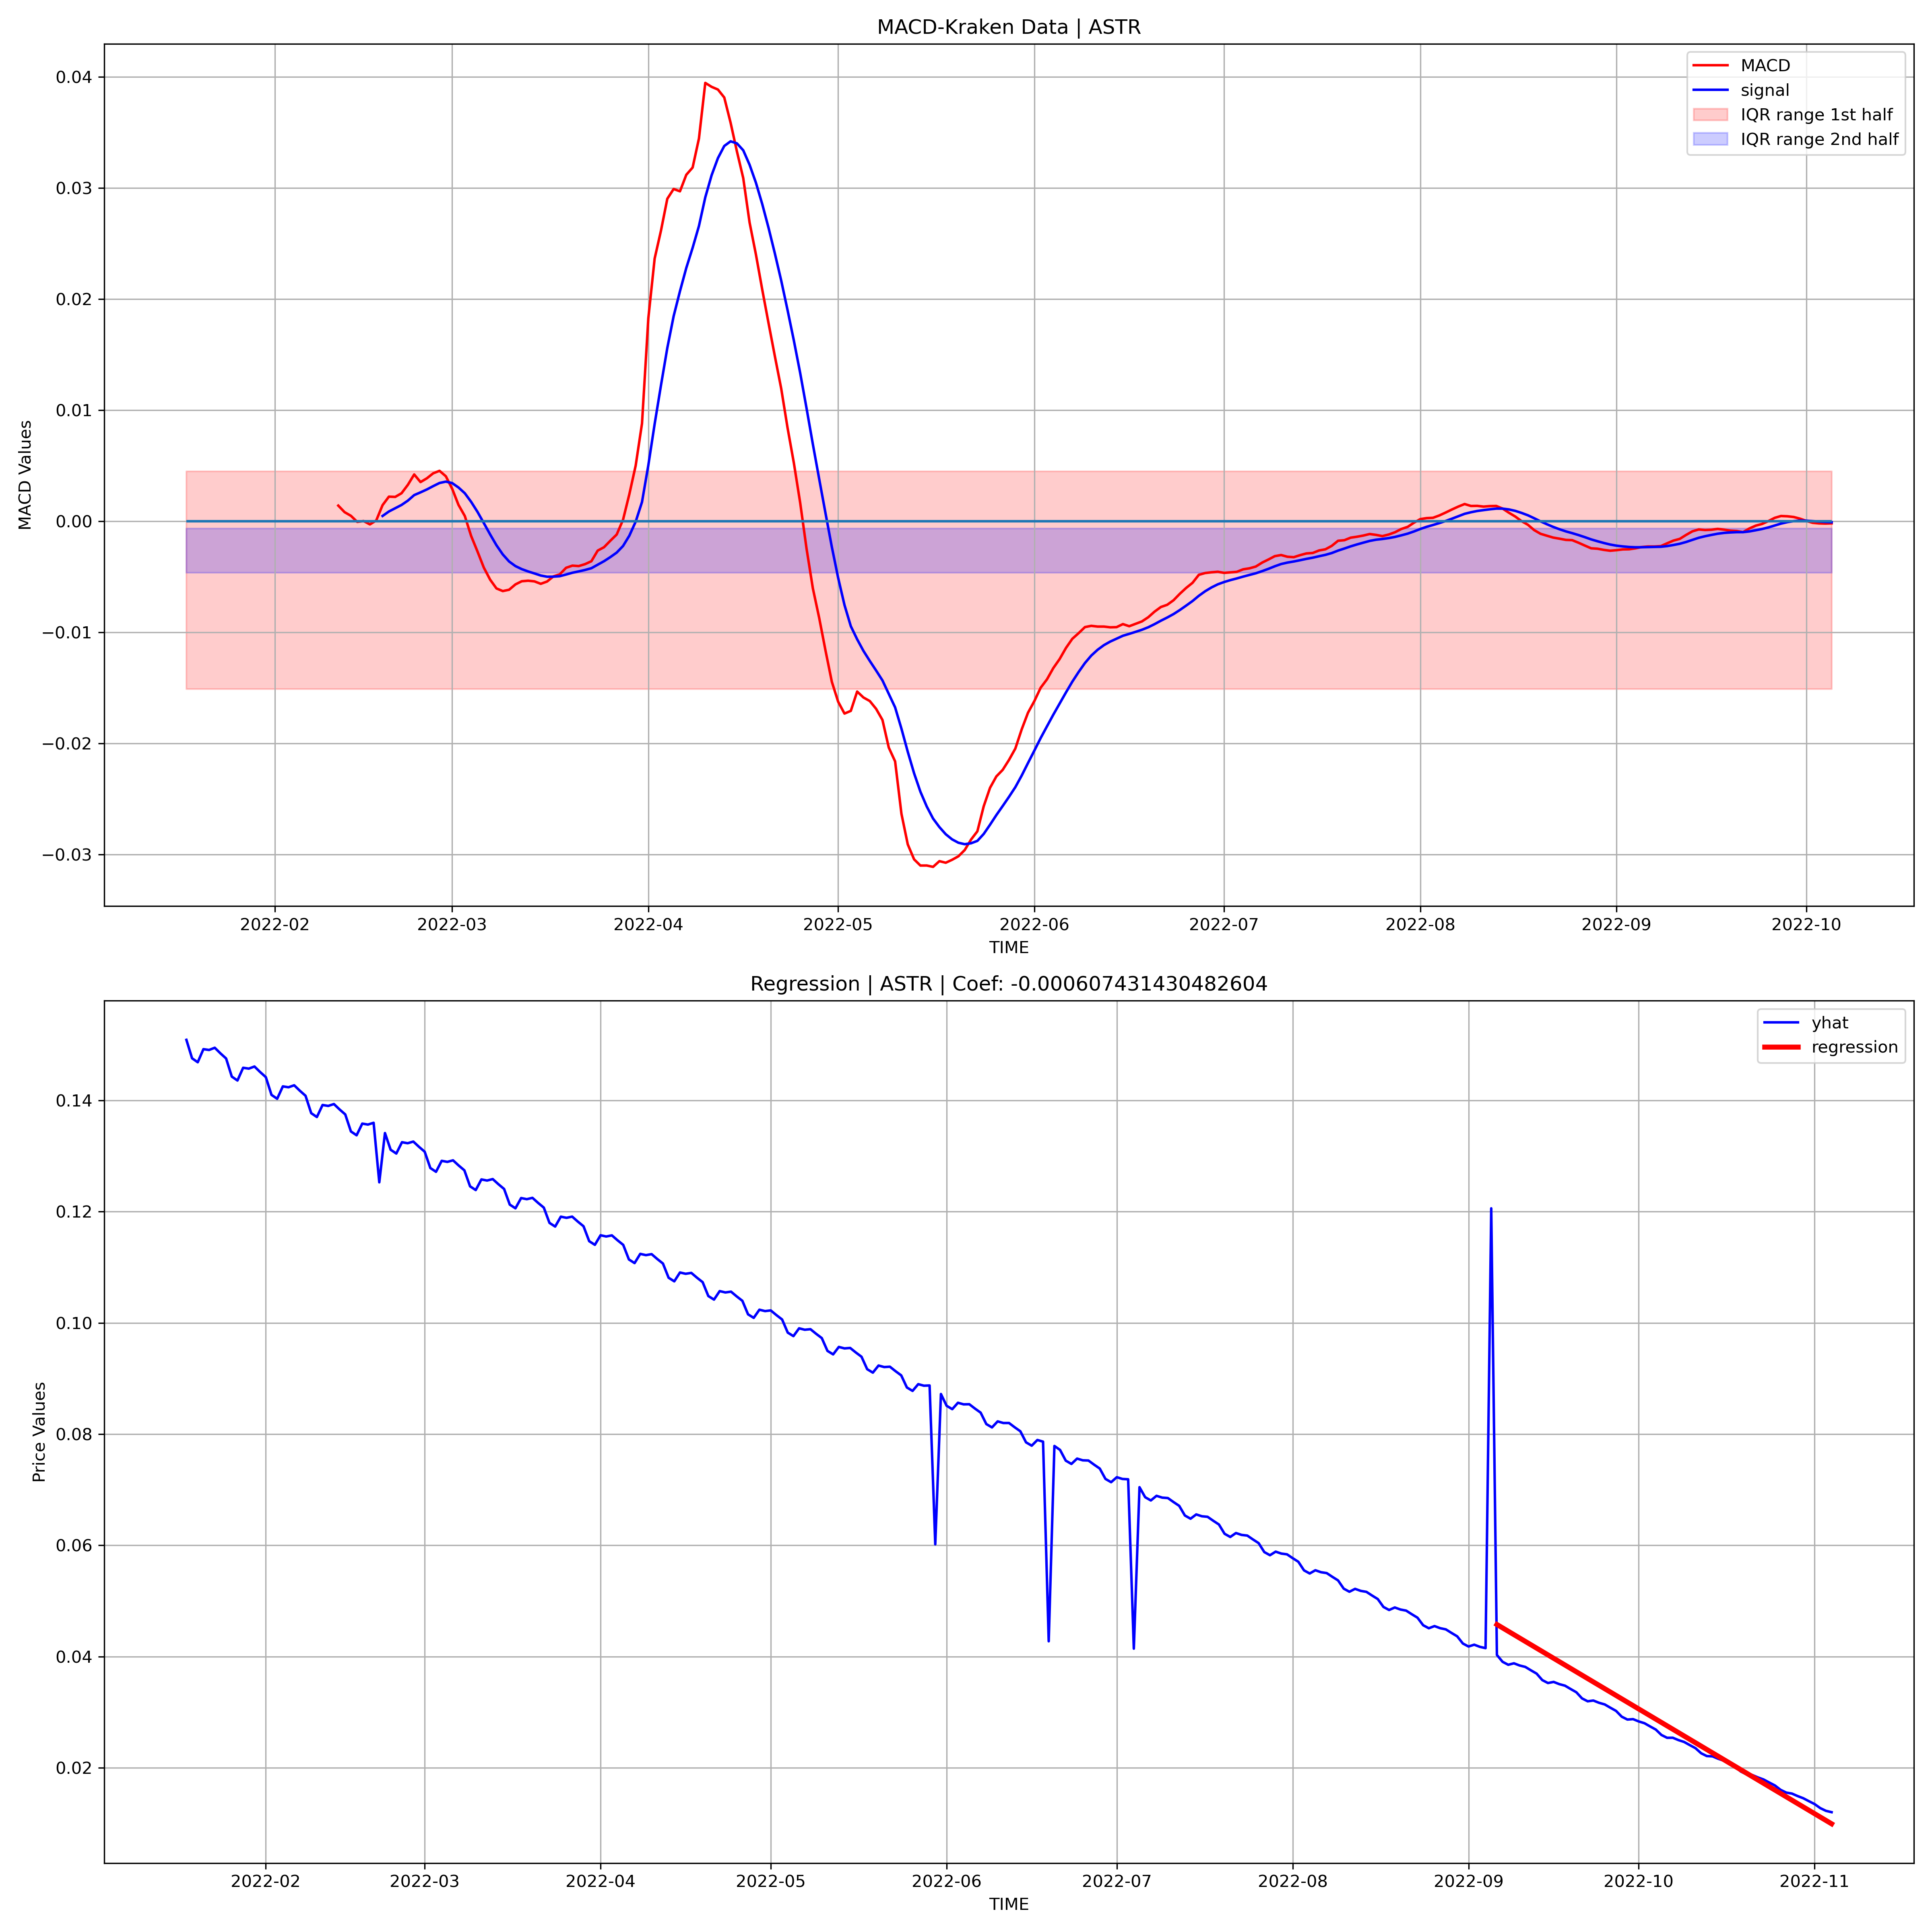 MACD-Kraken Data | ASTR
MACD
signal
IQR range 1st half
IQR range 2nd half
MACD Values
0.04
0.03
0.02
0.01
0.00
−0.01
−0.02
−0.03
2022-02 2022-03 2022-04 2022-05 2022-06 2022-07 2022-08 2022-09 2022-10
TIME
Regression | ASTR | Coef: -0.000607431430482604
yhat
regression
Price Values
0.14
0.12
0.10
0.08
0.06
0.04
0.02
2022-02 2022-03 2022-04 2022-05 2022-06 2022-07 2022-08 2022-09 2022-10 2022-11
TIME